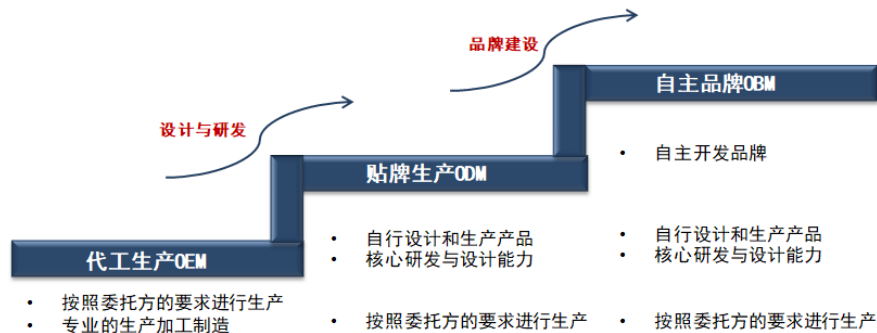 品牌建设
自主品牌OBM
设计与研发
• 自主开发品牌
贴牌生产ODM
• 自行设计和生产产品
• 核心研发与设计能力
• 自行设计和生产产品
• 核心研发与设计能力
代工生产OEM
• 按照委托方的要求进行生产
• 专业的生产加工制造
• 按照委托方的要求进行生产
• 按照委托方的要求进行生产